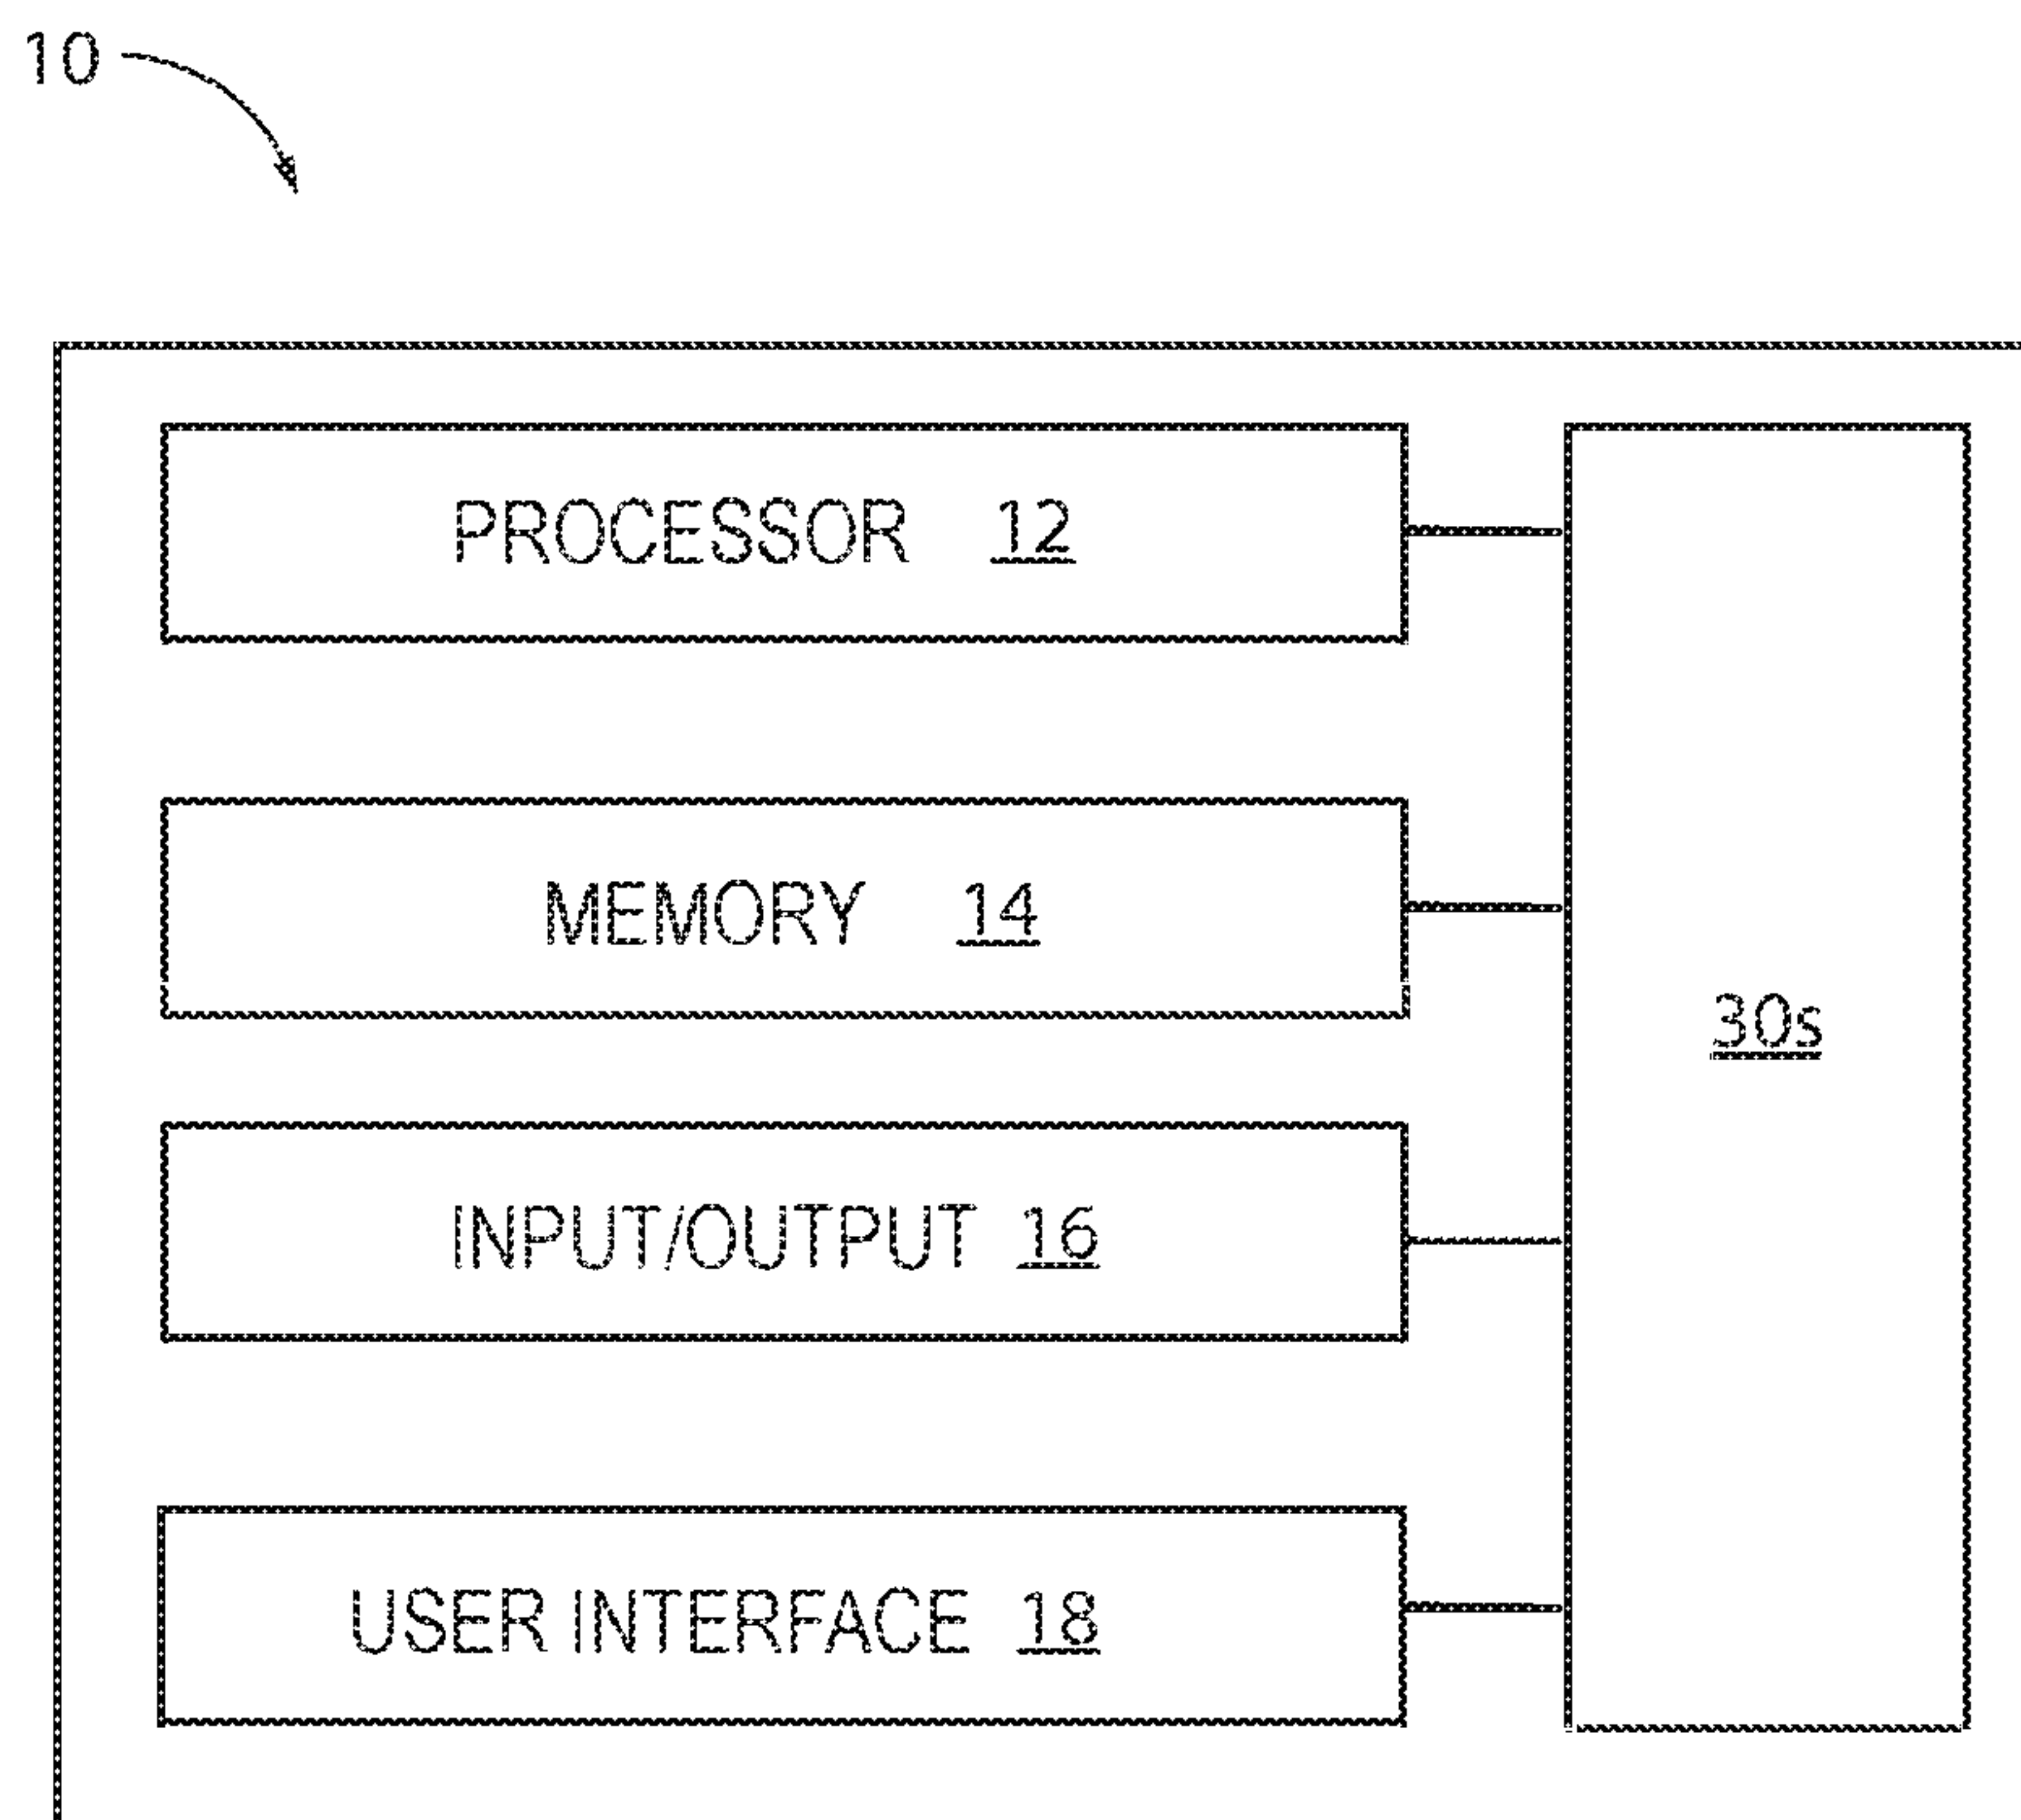 10
PROCESSOR 12
MEMORY 14
30s
INPUT/OUTPUT 16
USER INTERFACE 18